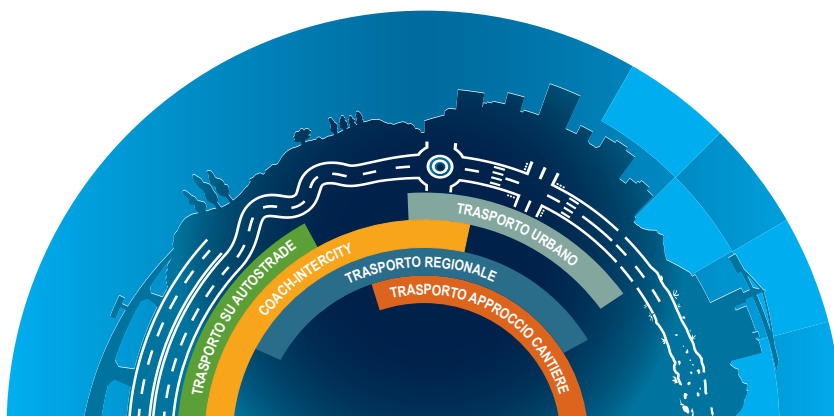 TRASPORTO SU AUTOSTRADE
COACH-INTERCITY
TRASPORTO URBANO
TRASPORTO REGIONALE
TRASPORTO APPROCCIO CANTIERE